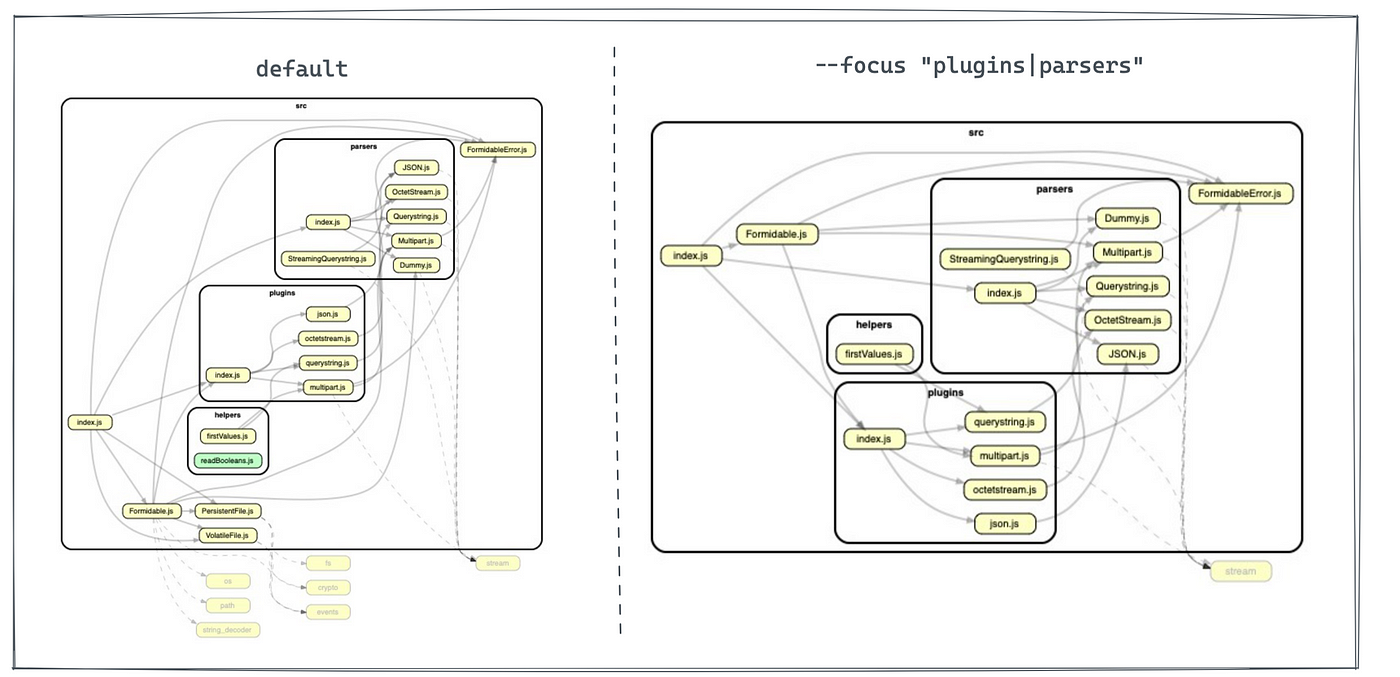 default
src
parsers
FormidableError.js
JSON.js
OctetStream.js
Querystring.js
index.js
Multipart.js
StreamingQuerystring.js
Dummy.js
plugins
json.js
octetstream.js
querystring.js
index.js
multipart.js
helpers
index.js
firstValues.js
readBooleans.js
Formidable.js
PersistentFile.js
VolatileFile.js
fs
stream
os
crypto
path
events
string_decoder
--focus "plugins|parsers"
src
parsers
FormidableError.js
Dummy.js
Formidable.js
index.js
Multipart.js
StreamingQuerystring.js
Querystring.js
index.js
OctetStream.js
helpers
firstValues.js
JSON.js
plugins
querystring.js
index.js
multipart.js
octetstream.js
json.js
stream